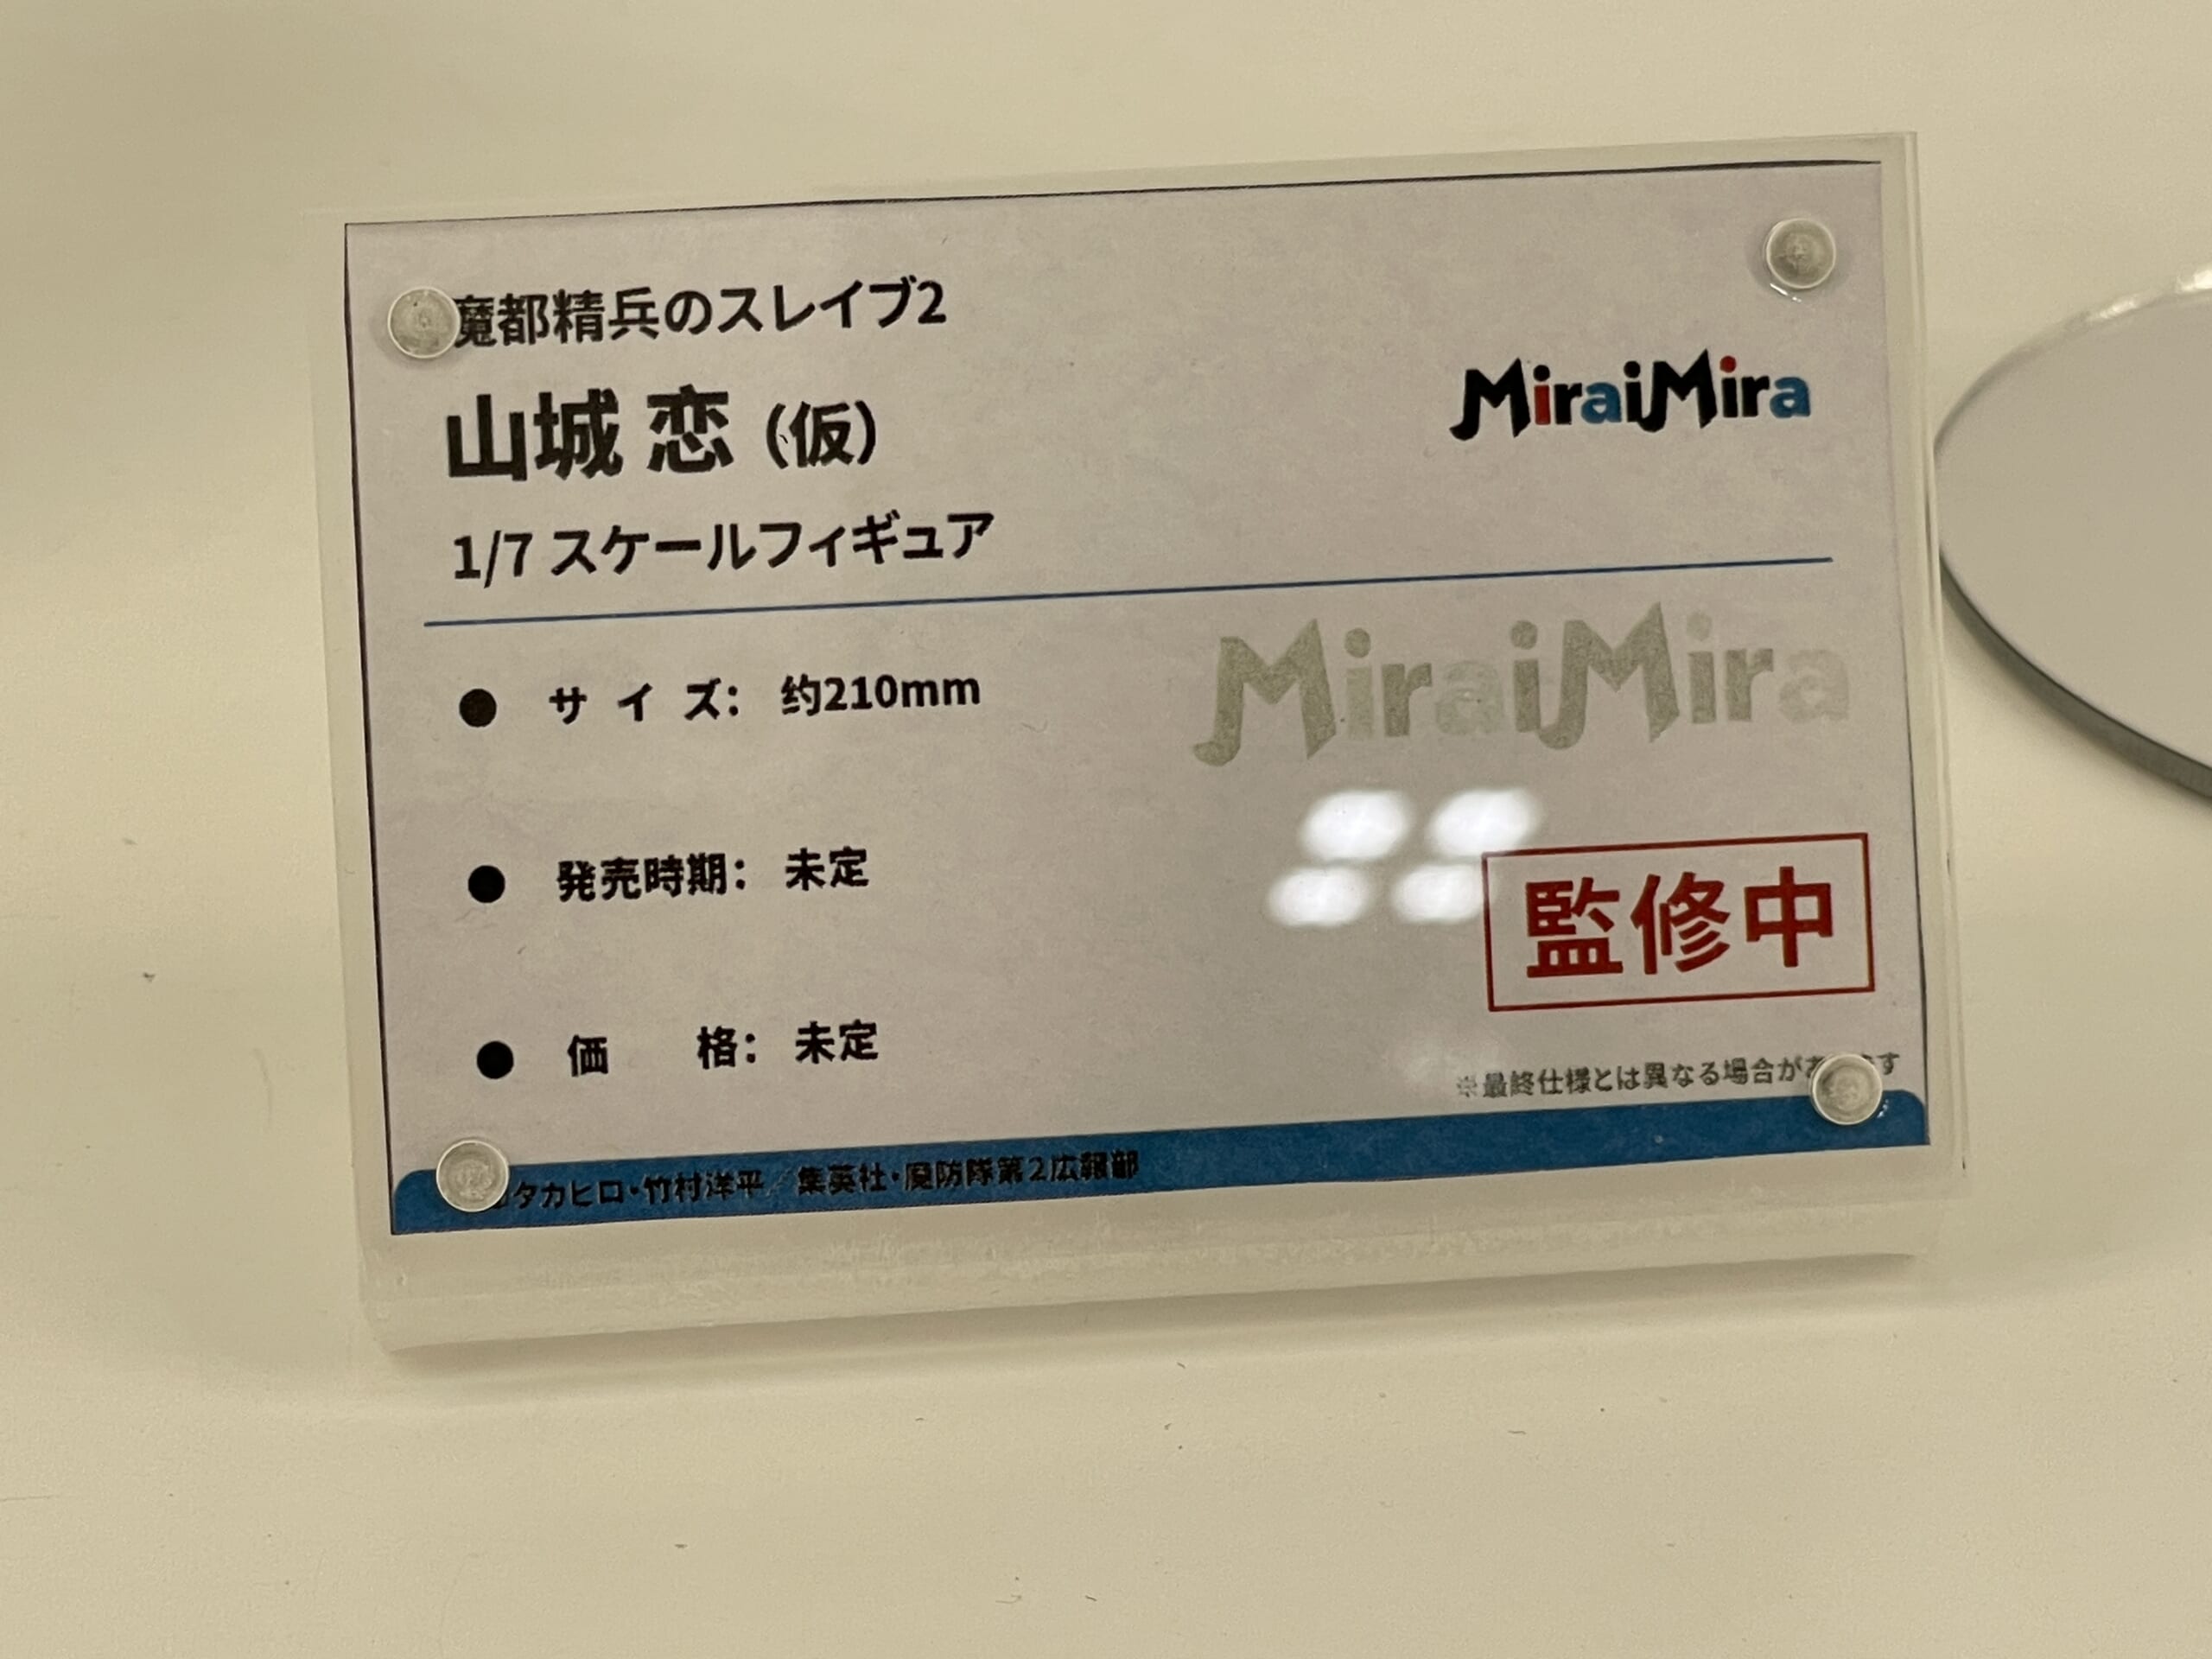 魔都精兵のスレイブ2
山城 恋 (仮)
MiraiMira
1/7 スケールフィギュア
MiraiMira
● サ イ ズ: 约210mm
● 発売時期: 未定
監修中
● 価 格: 未定
※最終仕様とは異なる場合があ す
タカヒロ・竹村洋平／集英社・魔防隊第2広報部